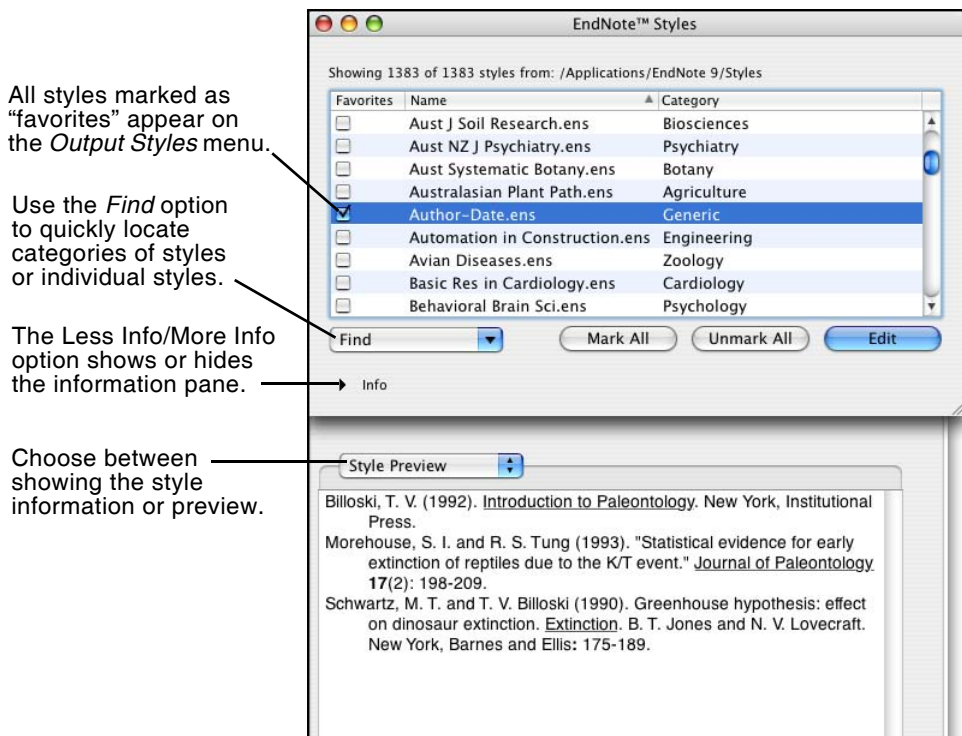 EndNote™ Styles
Showing 1383 of 1383 styles from: /Applications/EndNote 9/Styles
Favorites Name Category
Aust J Soil Research.ens Biosciences
Aust NZ J Psychiatry.ens Psychiatry
Aust Systematic Botany.ens Botany
Australasian Plant Path.ens Agriculture
Author-Date.ens Generic
Automation in Construction.ens Engineering
Avian Diseases.ens Zoology
Basic Res in Cardiology.ens Cardiology
Behavioral Brain Sci.ens Psychology
Find Mark All Unmark All Edit
Info
All styles marked as
“favorites” appear on
the Output Styles menu.
Use the Find option
to quickly locate
categories of styles
or individual styles.
The Less Info/More Info
option shows or hides
the information pane.
Choose between
showing the style
information or preview.
Style Preview
Billoski, T. V. (1992). Introduction to Paleontology. New York, Institutional
Press.
Morehouse, S. I. and R. S. Tung (1993). "Statistical evidence for early
extinction of reptiles due to the K/T event." Journal of Paleontology
17(2): 198-209.
Schwartz, M. T. and T. V. Billoski (1990). Greenhouse hypothesis: effect
on dinosaur extinction. Extinction. B. T. Jones and N. V. Lovecraft.
New York, Barnes and Ellis: 175-189.